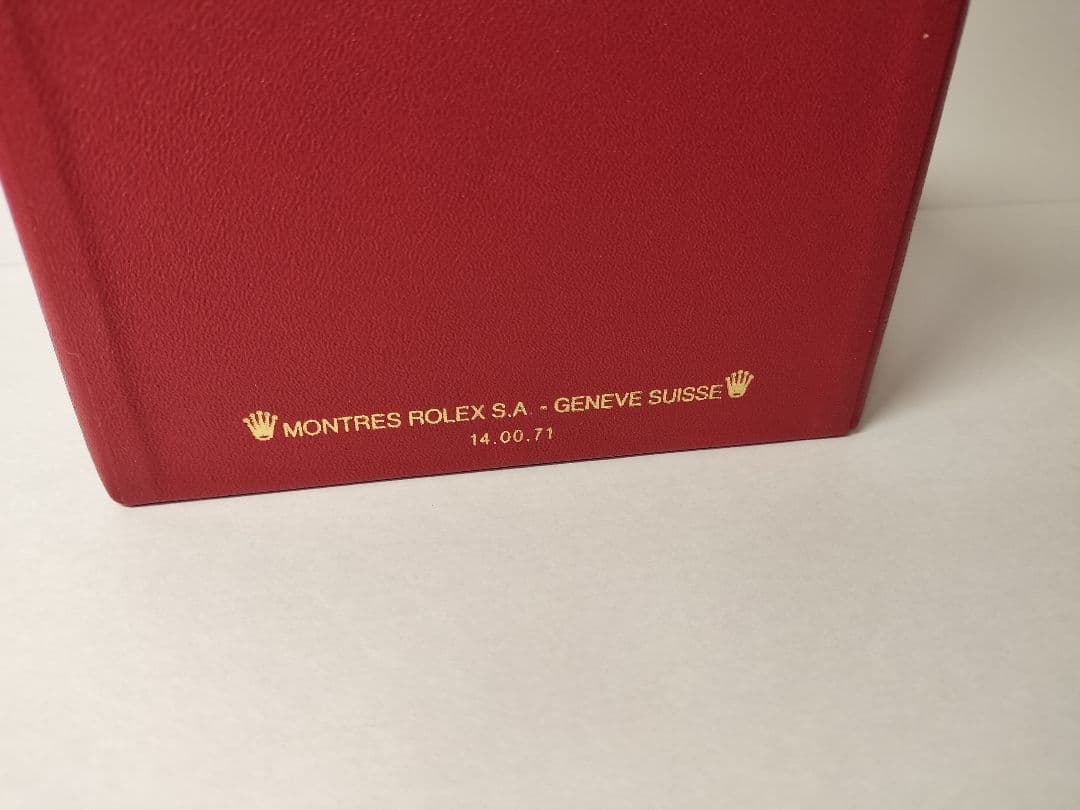 MONTRES ROLEX S.A. - GENEVE SUISSE
14.00.71